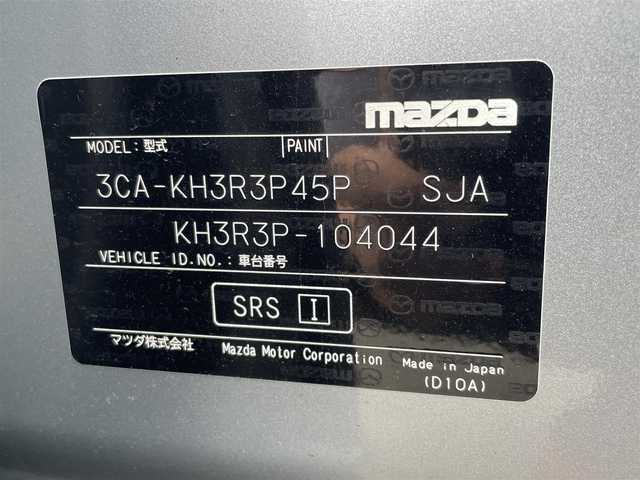 mazda
MODEL:型式 PAINT
3CA-KH3R3P45P SJA
KH3R3P-104044
VEHICLE ID.NO.:車台番号
SRS I
マツダ株式会社 Mazda Motor Corporation Made in Japan
(D10A)